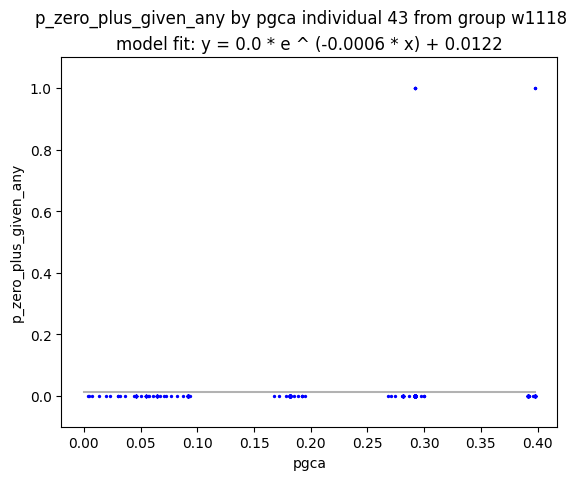 p_zero_plus_given_any by pgca individual 43 from group w1118
model fit: y = 0.0 * e ^ (-0.0006 * x) + 0.0122
1.0
0.8
0.6
0.4
0.2
0.0
p_zero_plus_given_any
0.00 0.05 0.10 0.15 0.20 0.25 0.30 0.35 0.40
pgca